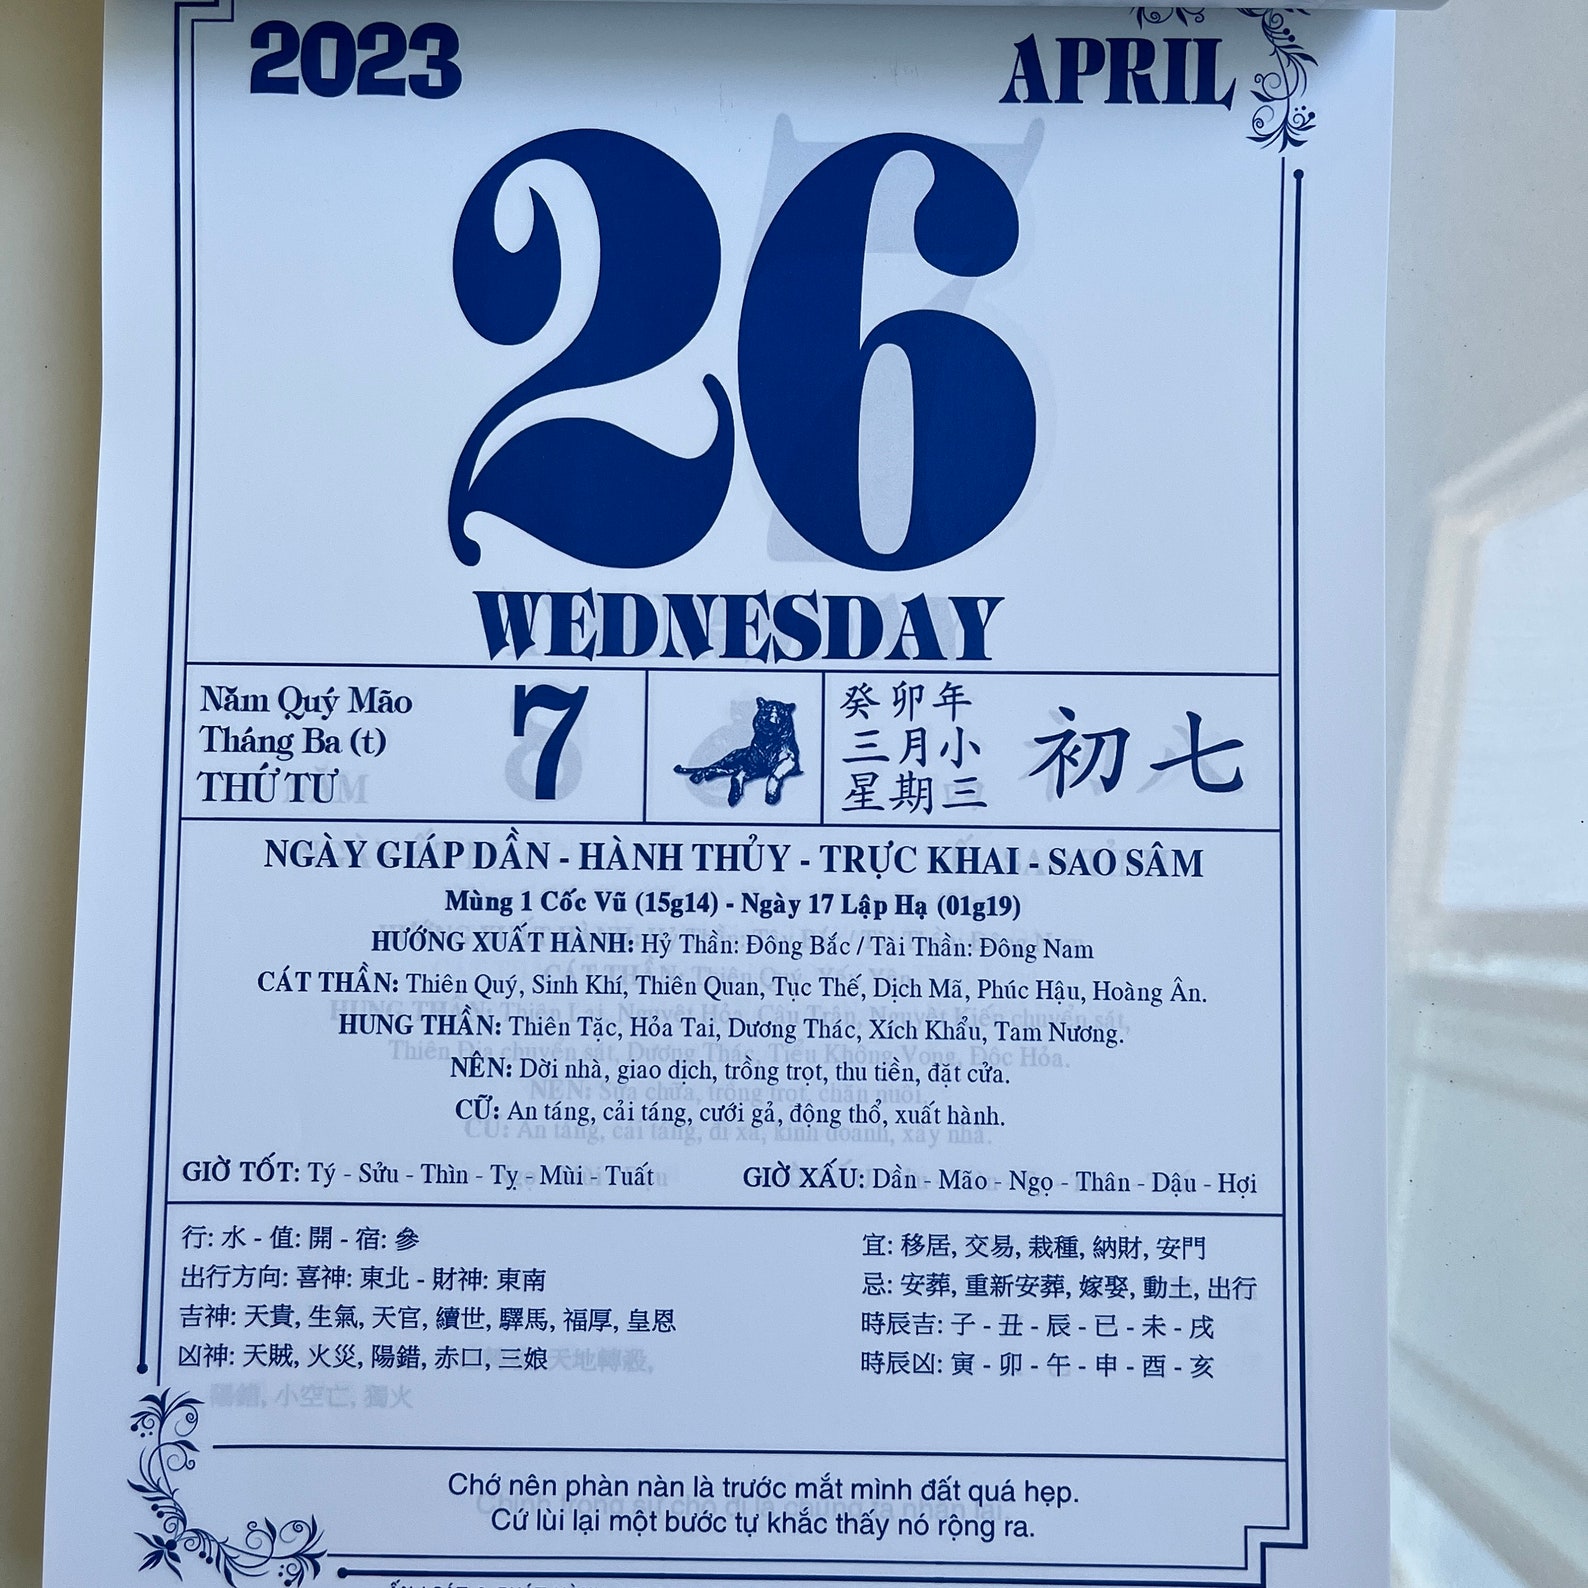 2023 APRIL
26
WEDNESDAY
Năm Quý Mão
Tháng Ba (t)
THỨ TƯ
7
癸卯年
三月小
星期三
初七
NGÀY GIÁP DẦN - HÀNH THỦY - TRỰC KHAI - SAO SÂM
Mùng 1 Cốc Vũ (15g14) - Ngày 17 Lập Hạ (01g19)
HƯỚNG XUẤT HÀNH: Hỷ Thần: Đông Bắc / Tài Thần: Đông Nam
CÁT THẦN: Thiên Quý, Sinh Khí, Thiên Quan, Tục Thế, Dịch Mã, Phúc Hậu, Hoàng Ân.
HUNG THẦN: Thiên Tặc, Hỏa Tai, Dương Thác, Xích Khẩu, Tam Nương.
NÊN: Dời nhà, giao dịch, trồng trọt, thu tiền, đặt cửa.
CỮ: An táng, cải táng, cưới gả, động thổ, xuất hành.
GIỜ TỐT: Tý - Sửu - Thìn - Tỵ - Mùi - Tuất
GIỜ XẤU: Dần - Mão - Ngọ - Thân - Dậu - Hợi
行: 水 - 值: 開 - 宿: 參
出行方向: 喜神: 東北 - 財神: 東南
吉神: 天貴, 生氣, 天官, 續世, 驛馬, 福厚, 皇恩
凶神: 天賊, 火災, 陽錯, 赤口, 三娘
宜: 移居, 交易, 栽種, 納財, 安門
忌: 安葬, 重新安葬, 嫁娶, 動土, 出行
時辰吉: 子 - 丑 - 辰 - 已 - 未 - 戌
時辰凶: 寅 - 卯 - 午 - 申 - 酉 - 亥
Chớ nên phàn nàn là trước mắt mình đất quá hẹp.
Cứ lùi lại một bước tự khắc thấy nó rộng ra.